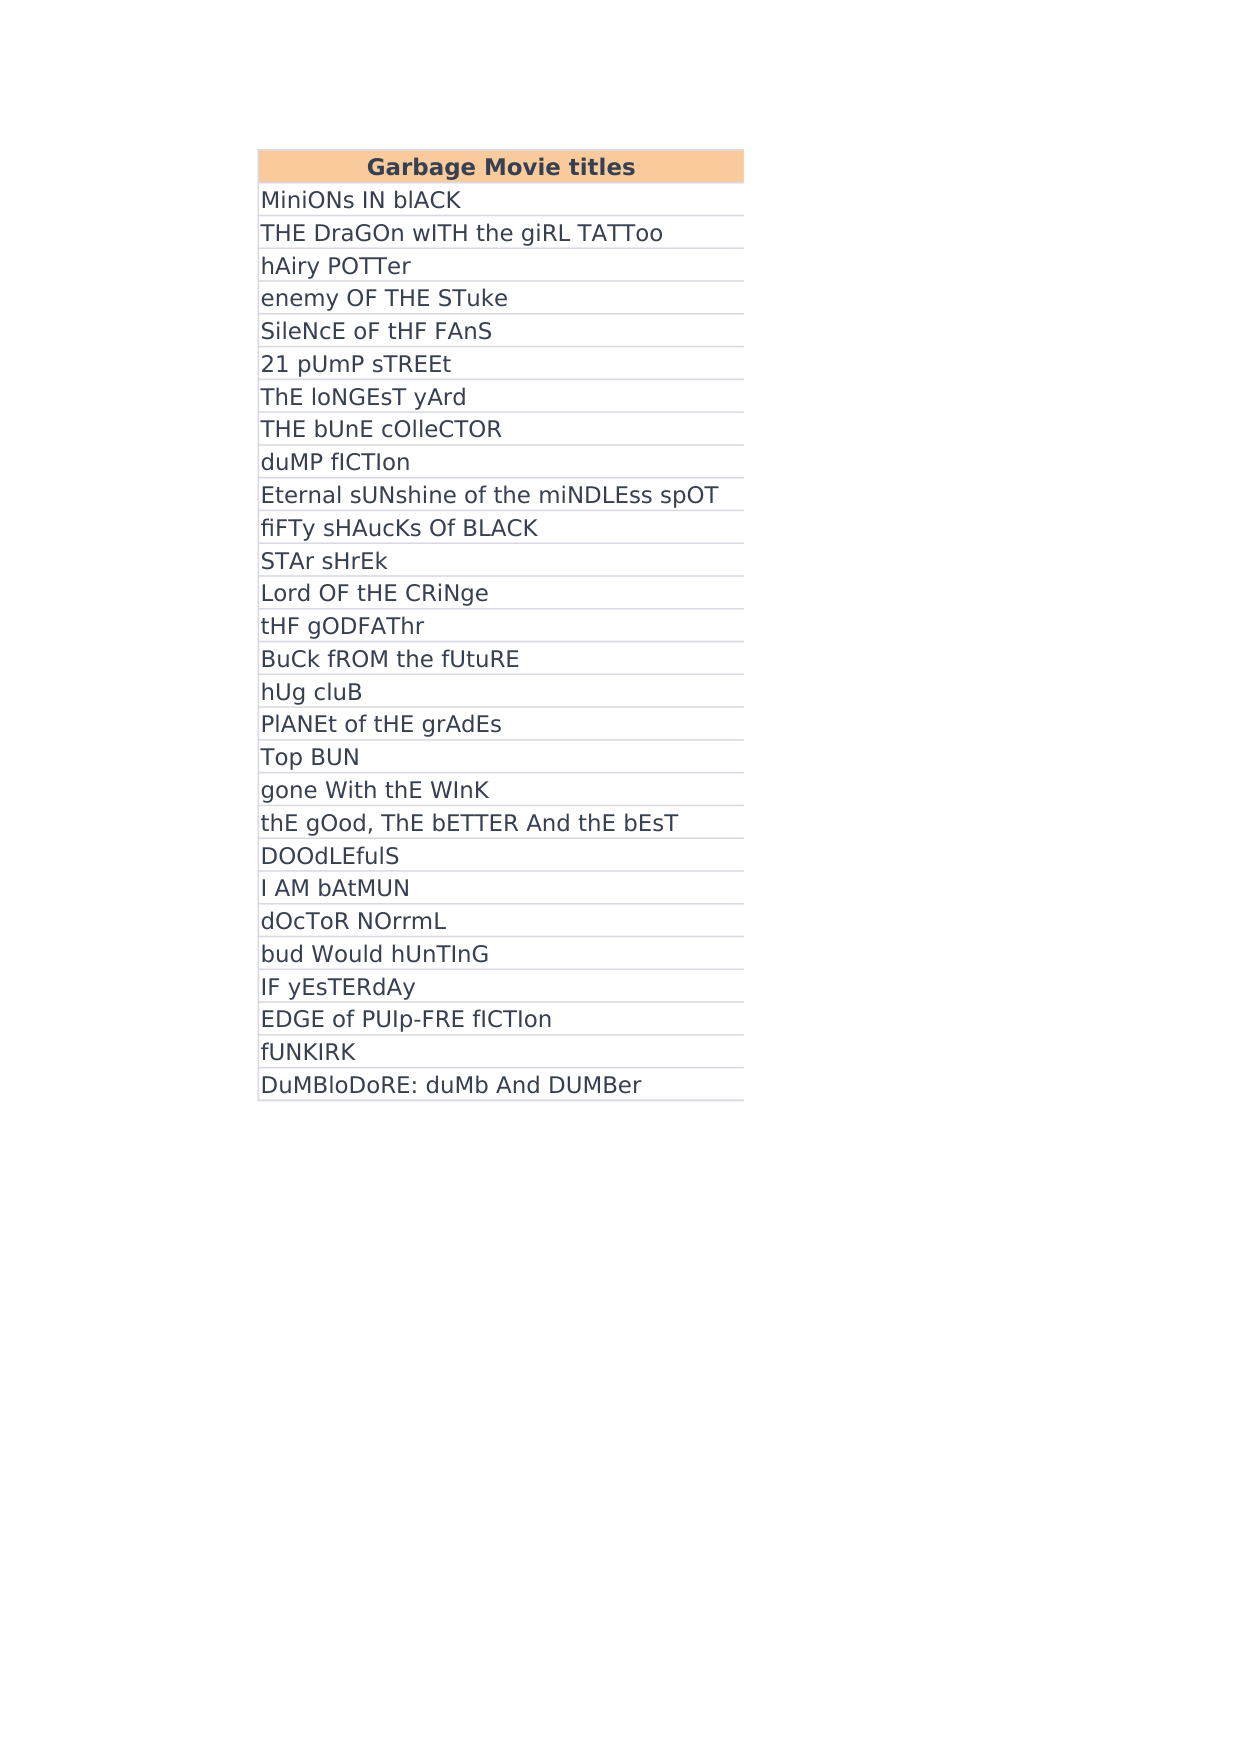 Garbage Movie titles
MiniONs IN blACK
THE DraGOn wITH the giRL TATToo
hAiry POTTer
enemy OF THE STuke
SileNcE oF tHF FAnS
21 pUmP sTREEt
ThE loNGEsT yArd
THE bUnE cOlleCTOR
duMP fICTIon
Eternal sUNshine of the miNDLEss spOT
fiFTy sHAucKs Of BLACK
STAr sHrEk
Lord OF tHE CRiNge
tHF gODFAThr
BuCk fROM the fUtuRE
hUg cluB
PlANEt of tHE grAdEs
Top BUN
gone With thE WInK
thE gOod, ThE bETTER And thE bEsT
DOOdLEfulS
I AM bAtMUN
dOcToR NOrrmL
bud Would hUnTInG
IF yEsTERdAy
EDGE of PUIp-FRE fICTIon
fUNKIRK
DuMBloDoRE: duMb And DUMBer